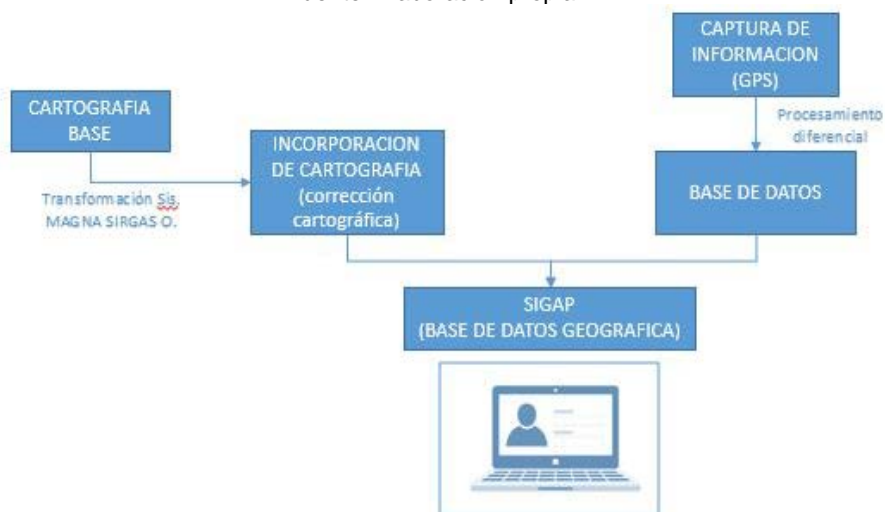 CAPTURA DE
INFORMACION
(GPS)
CARTOGRAFIA
BASE
Procesamiento
diferencial
INCORPORACION
DE CARTOGRAFIA
(corrección
cartográfica)
Transformación Sis.
MAGNA SIRGAS O.
BASE DE DATOS
SIGAP
(BASE DE DATOS GEOGRAFICA)